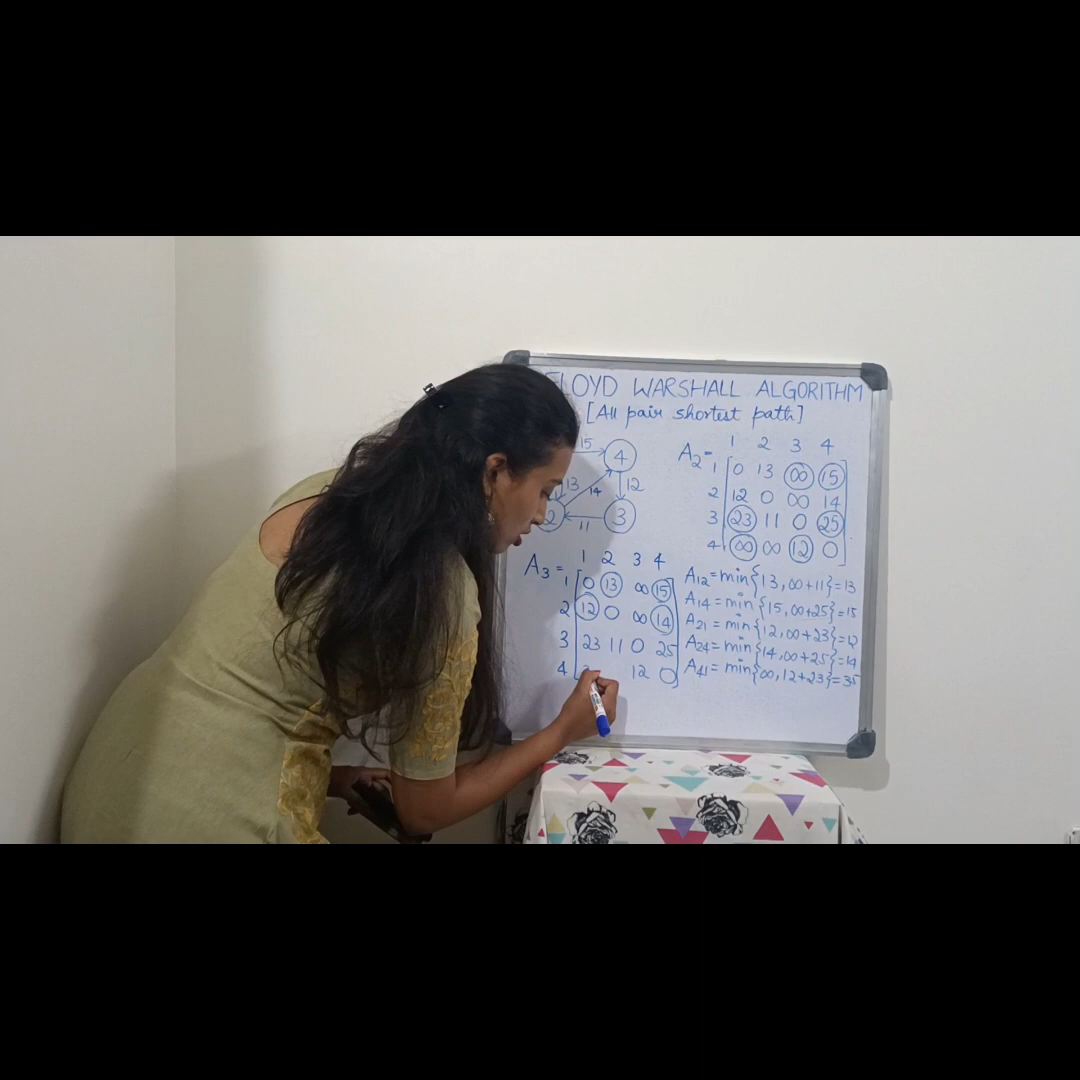 FLOYD WARSHALL ALGORITHM
[All pair shortest path]
15
4
13
14
12
2
3
11
A2=
1 2 3 4
1 0 13 ∞ 15
2 12 0 ∞ 14
3 23 11 0 25
4 ∞ ∞ 12 0
A3=
1 2 3 4
1 0 13 ∞ 15
2 12 0 ∞ 14
3 23 11 0 25
4 12 0
A12=min{13,∞+11}=13
A14=min{15,∞+25}=15
A21=min{12,∞+23}=12
A24=min{14,∞+25}=14
A41=min{∞,12+23}=35